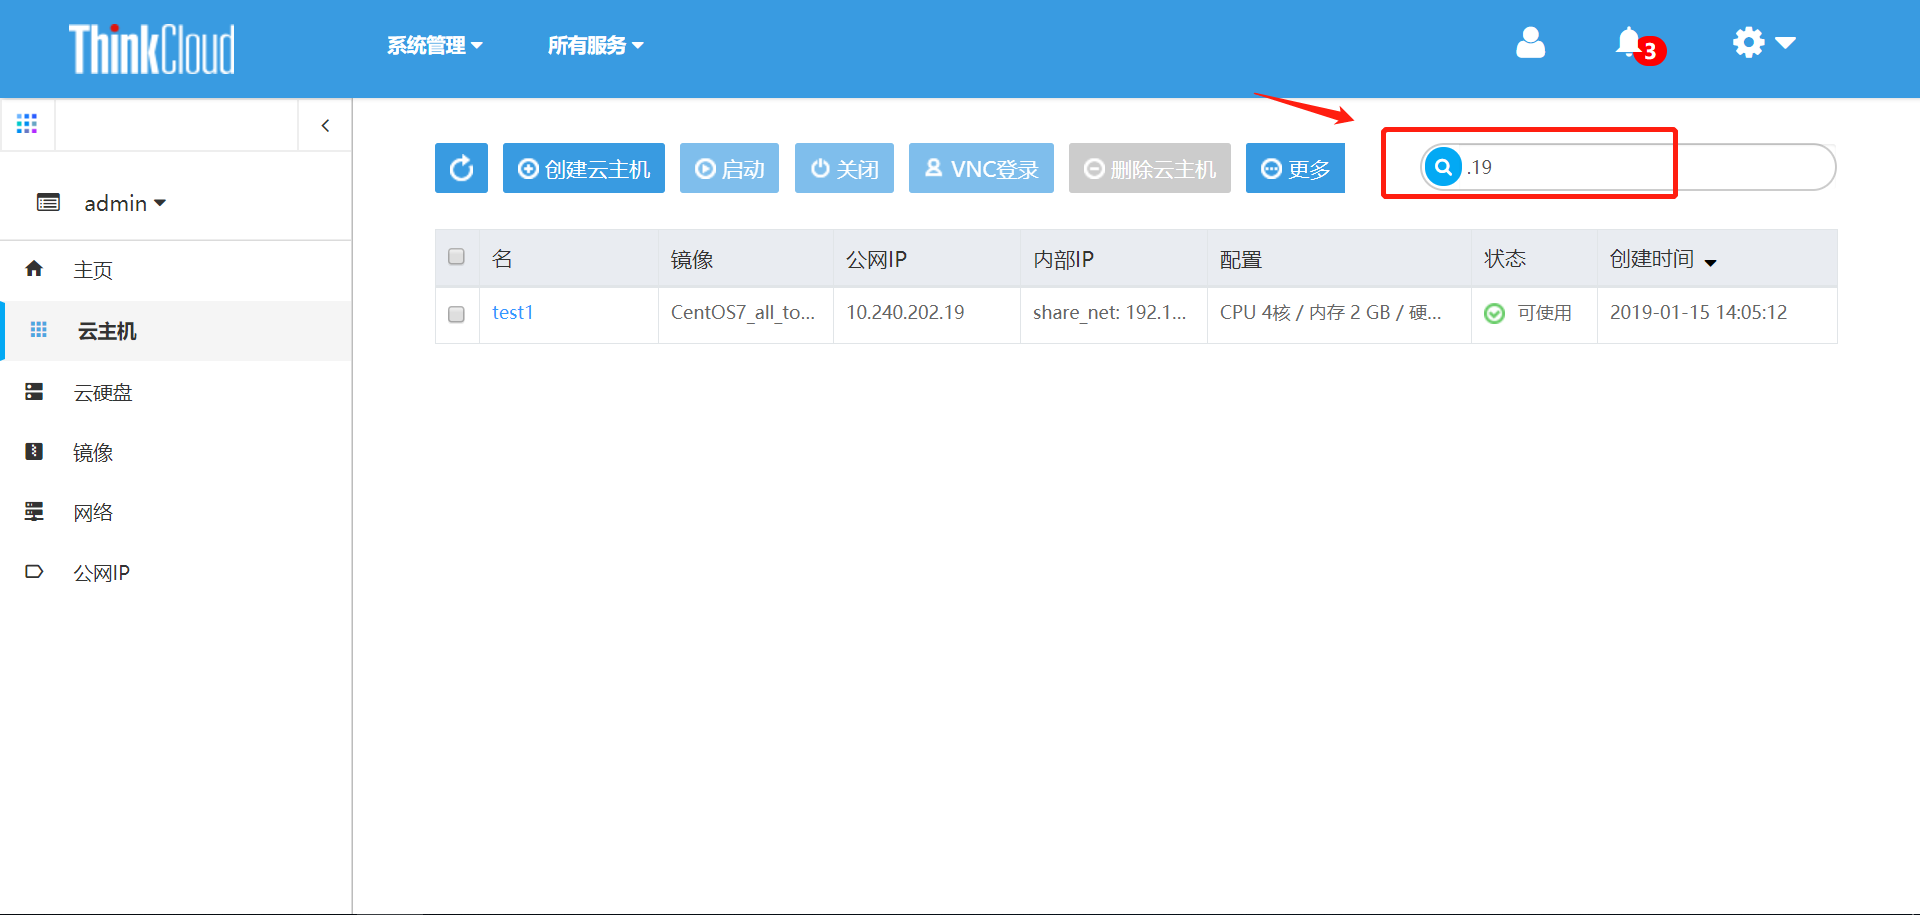 ThinkCloud
系统管理
所有服务
3
admin
主页
云主机
云硬盘
镜像
网络
公网IP
创建云主机
启动
关闭
VNC登录
删除云主机
更多
.19
名 镜像 公网IP 内部IP 配置 状态 创建时间
test1 CentOS7_all_to... 10.240.202.19 share_net: 192.1... CPU 4核 / 内存 2 GB / 硬... 可使用 2019-01-15 14:05:12